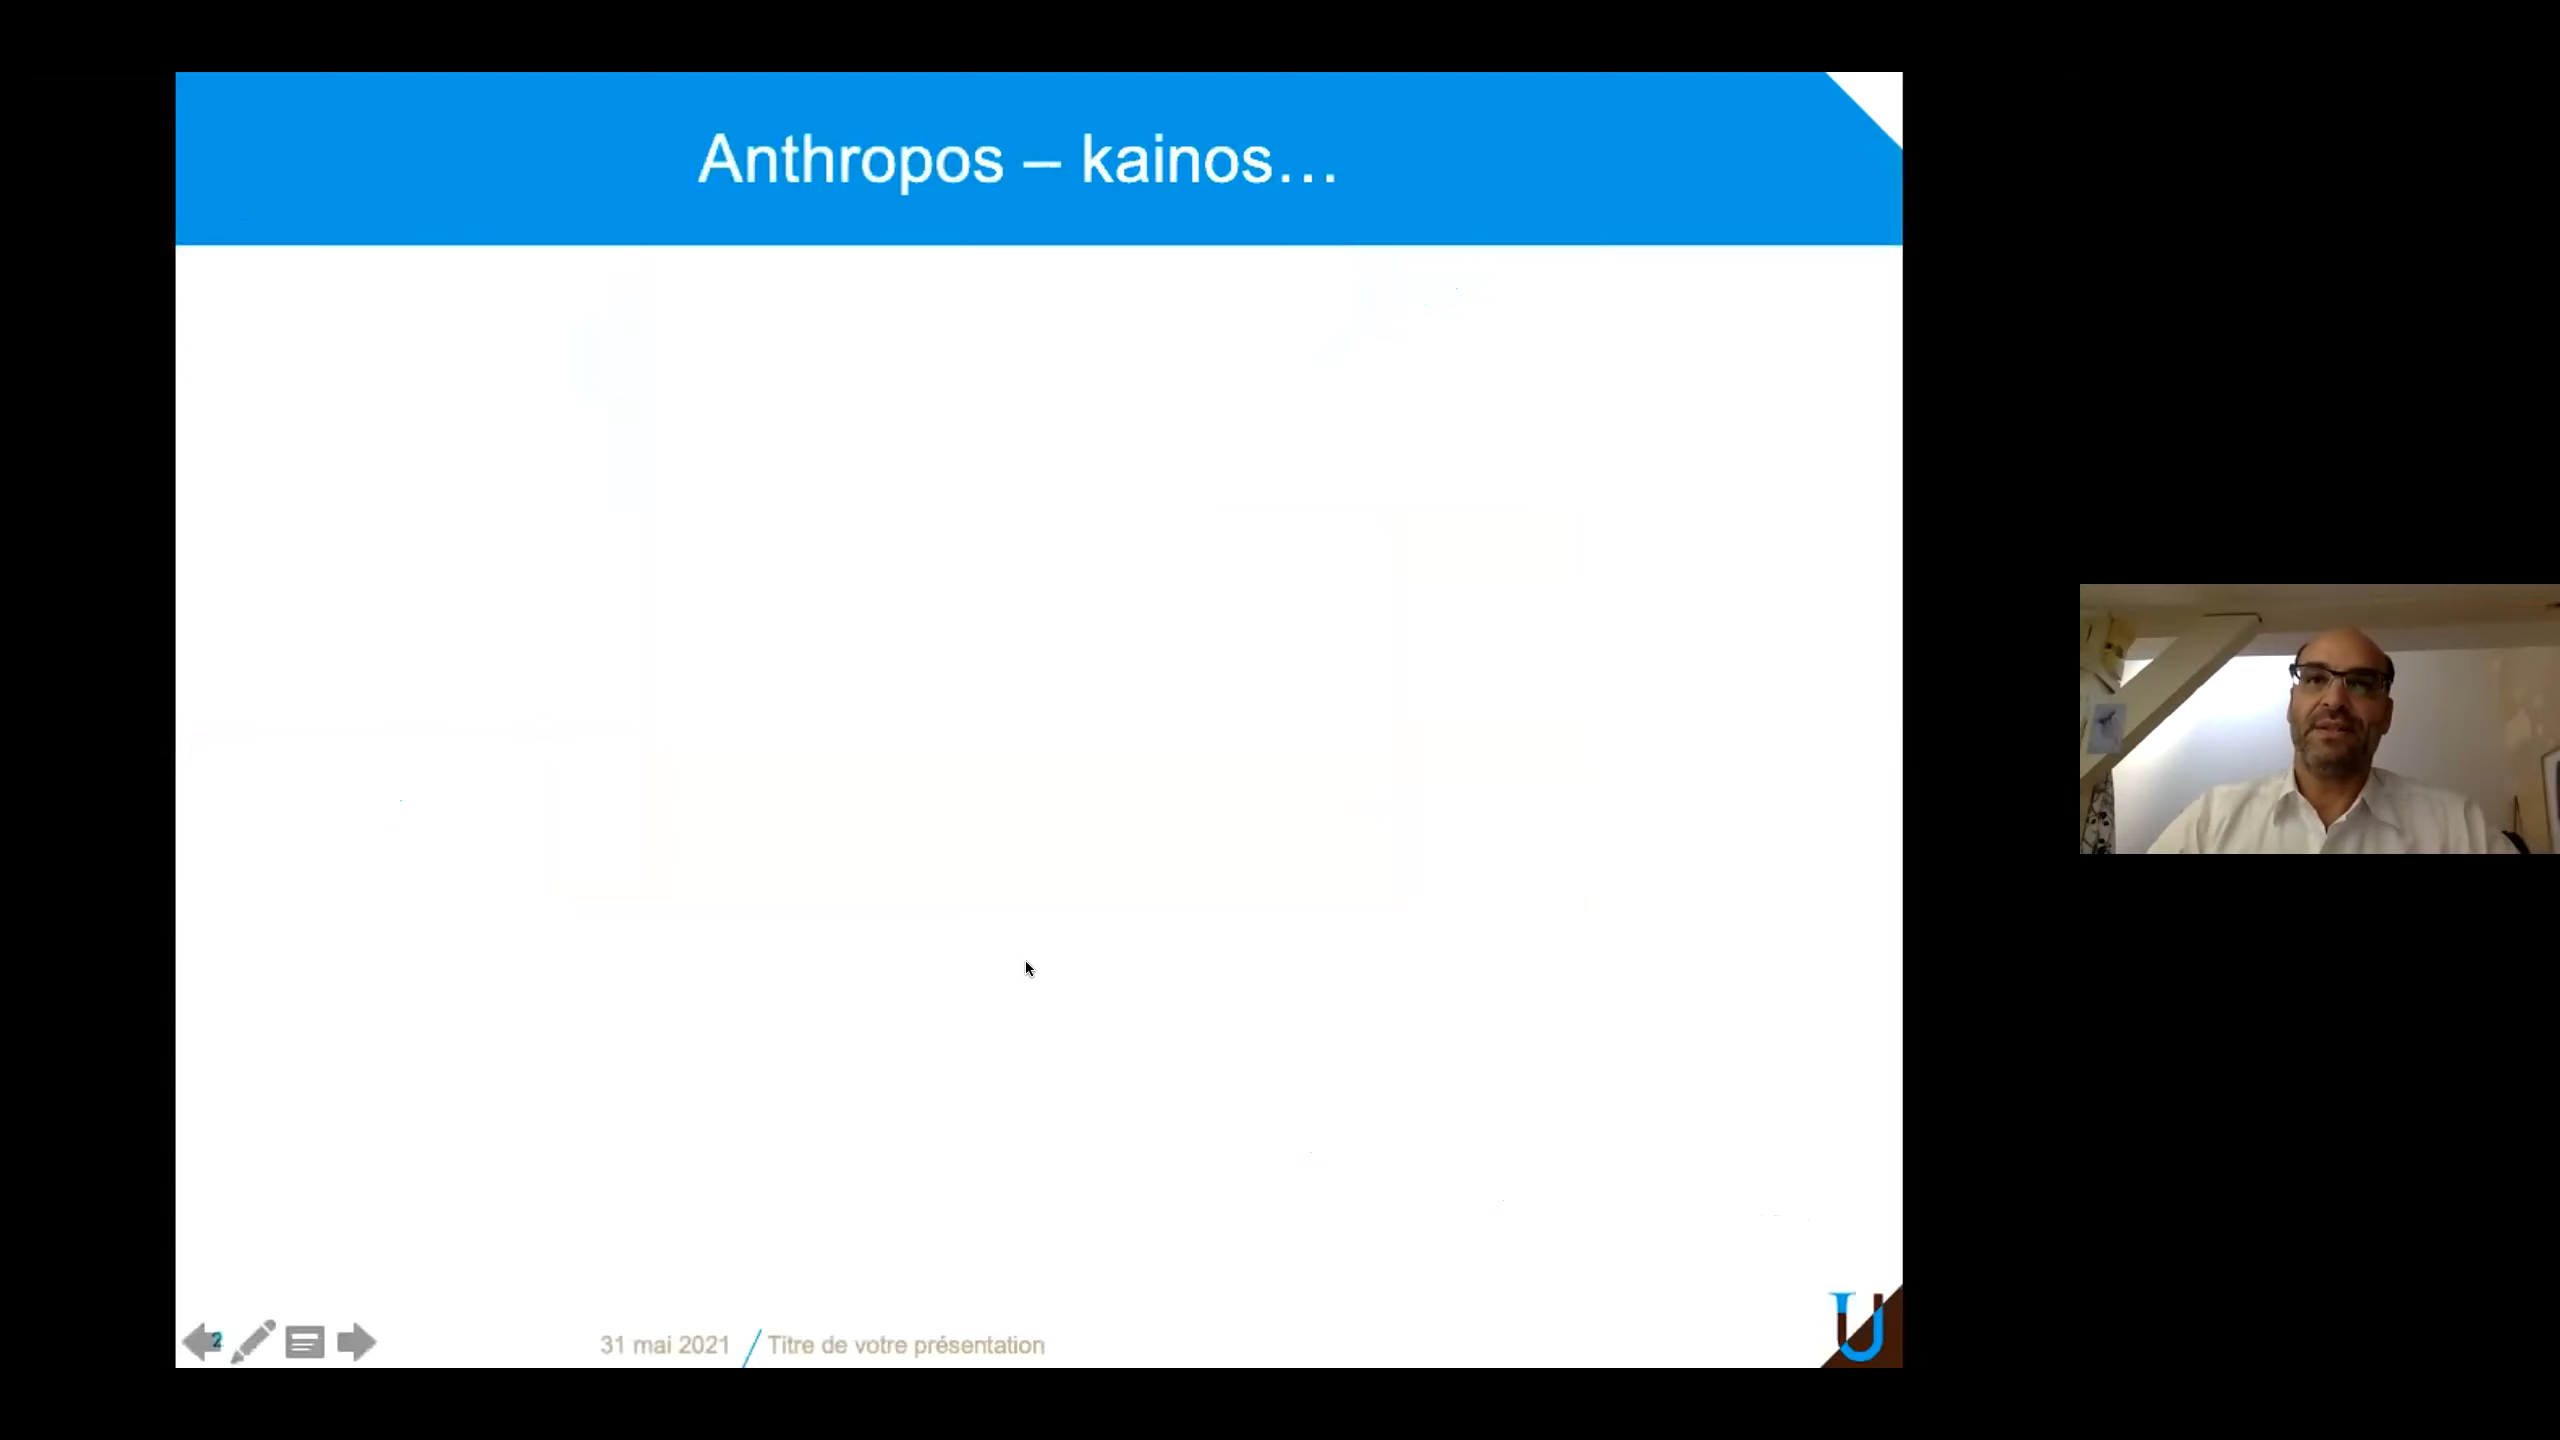 Anthropos – kainos…
2
31 mai 2021 / Titre de votre présentation
U